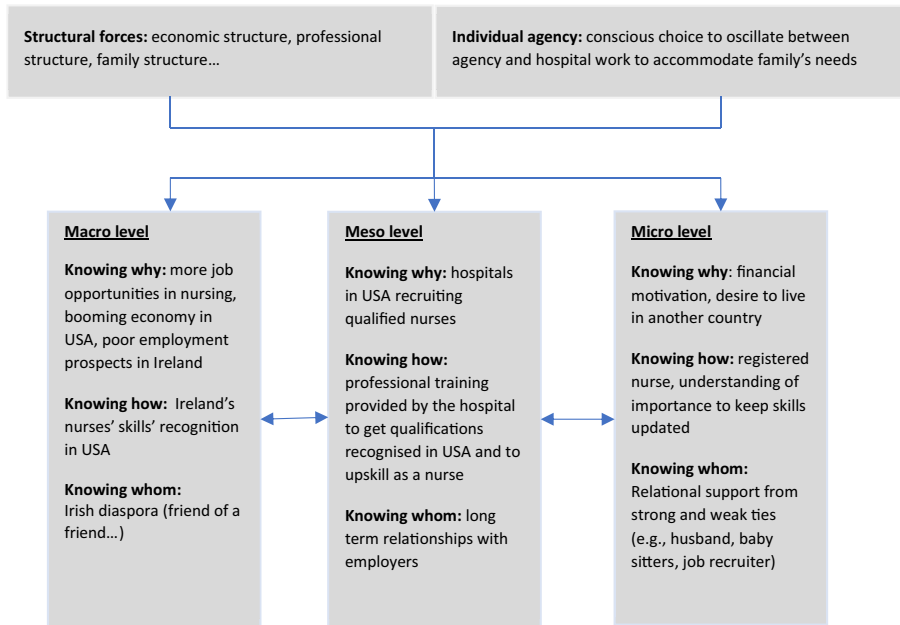 Structural forces: economic structure, professional
structure, family structure…
Individual agency: conscious choice to oscillate between
agency and hospital work to accommodate family's needs
Macro level
Knowing why: more job
opportunities in nursing,
booming economy in
USA, poor employment
prospects in Ireland
Knowing how: Ireland's
nurses' skills' recognition
in USA
Knowing whom:
Irish diaspora (friend of a
friend…)
Meso level
Knowing why: hospitals
in USA recruiting
qualified nurses
Knowing how:
professional training
provided by the hospital
to get qualifications
recognised in USA and to
upskill as a nurse
Knowing whom: long
term relationships with
employers
Micro level
Knowing why: financial
motivation, desire to live
in another country
Knowing how: registered
nurse, understanding of
importance to keep skills
updated
Knowing whom:
Relational support from
strong and weak ties
(e.g., husband, baby
sitters, job recruiter)